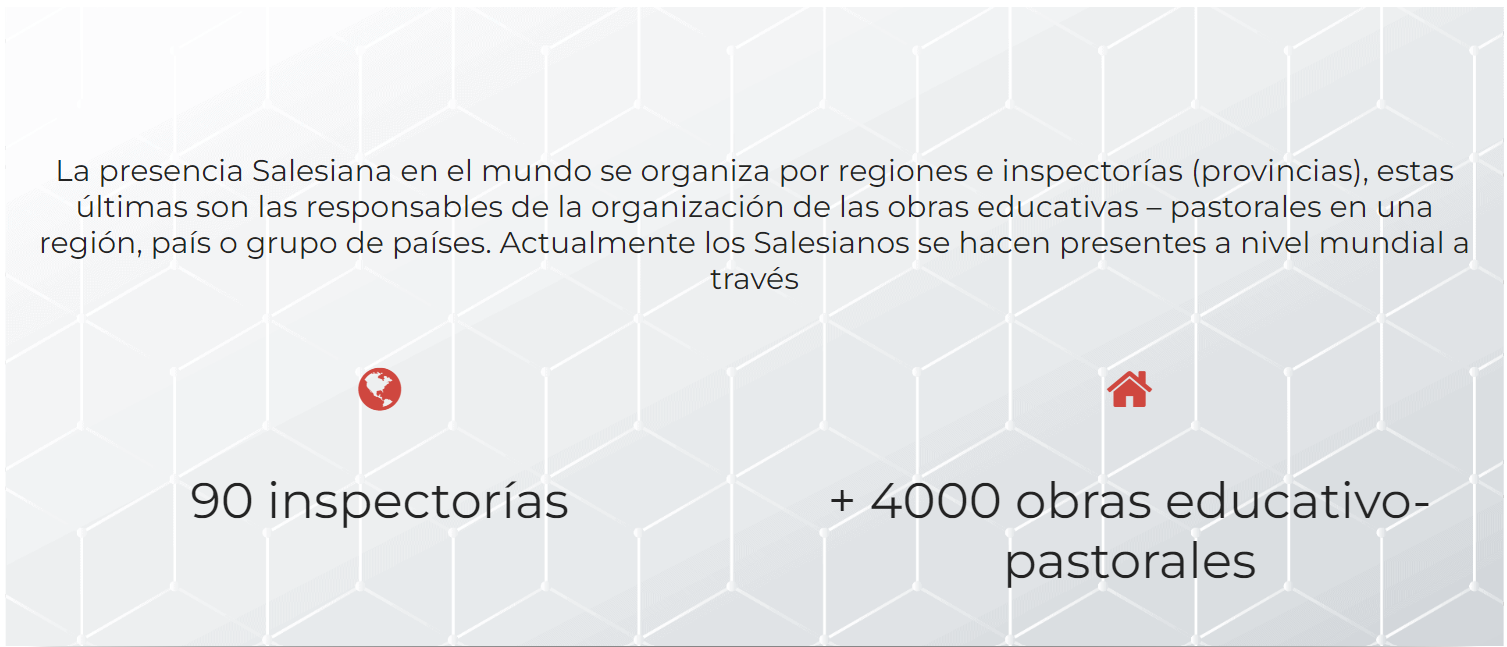 La presencia Salesiana en el mundo se organiza por regiones e inspectorías (provincias), estas
últimas son las responsables de la organización de las obras educativas – pastorales en una
región, país o grupo de países. Actualmente los Salesianos se hacen presentes a nivel mundial a
través
90 inspectorías
+ 4000 obras educativo-
pastorales